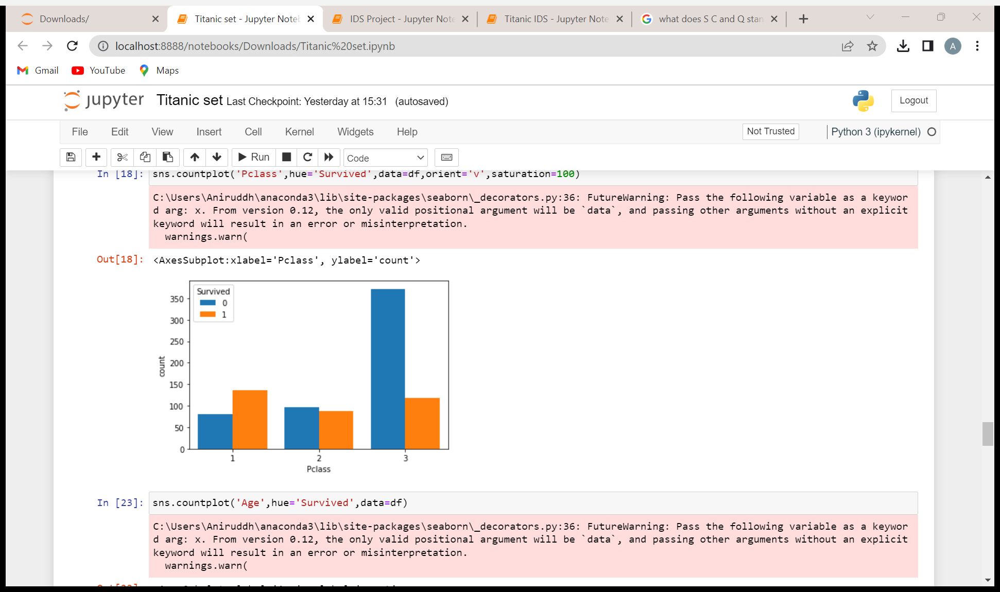 Downloads/
Titanic set - Jupyter Noteb
IDS Project - Jupyter Note
Titanic IDS - Jupyter Note
what does S C and Q stan
localhost:8888/notebooks/Downloads/Titanic%20set.ipynb
A
Gmail
YouTube
Maps
jupyter
Titanic set Last Checkpoint: Yesterday at 15:31 (autosaved)
Logout
File Edit View Insert Cell Kernel Widgets Help
Not Trusted
Python 3 (ipykernel)
Run
Code
In [18]: sns.countplot('Pclass',hue='Survived',data=df,orient='v',saturation=100)
C:\Users\Aniruddh\anaconda3\lib\site-packages\seaborn\_decorators.py:36: FutureWarning: Pass the following variable as a keywor
d arg: x. From version 0.12, the only valid positional argument will be `data`, and passing other arguments without an explicit
keyword will result in an error or misinterpretation.
warnings.warn(
Out[18]: <AxesSubplot:xlabel='Pclass', ylabel='count'>
Survived
0
1
350
300
250
200
150
100
50
0
count
1 2 3
Pclass
In [23]: sns.countplot('Age',hue='Survived',data=df)
C:\Users\Aniruddh\anaconda3\lib\site-packages\seaborn\_decorators.py:36: FutureWarning: Pass the following variable as a keywor
d arg: x. From version 0.12, the only valid positional argument will be `data`, and passing other arguments without an explicit
keyword will result in an error or misinterpretation.
warnings.warn(